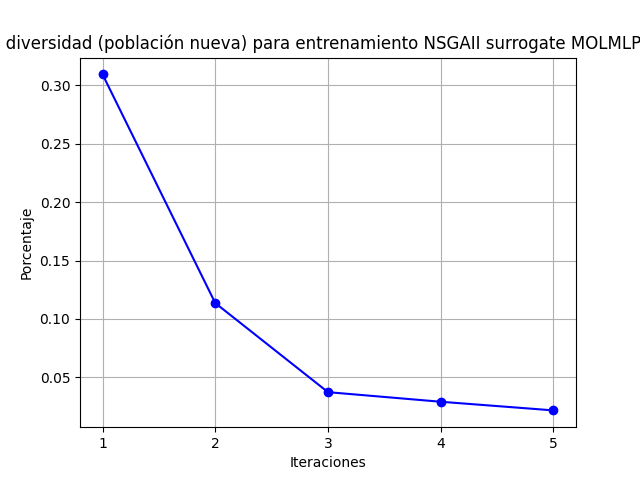 diversidad (población nueva) para entrenamiento NSGAII surrogate MOLMLP
0.30
0.25
0.20
0.15
0.10
0.05
Porcentaje
1 2 3 4 5
Iteraciones